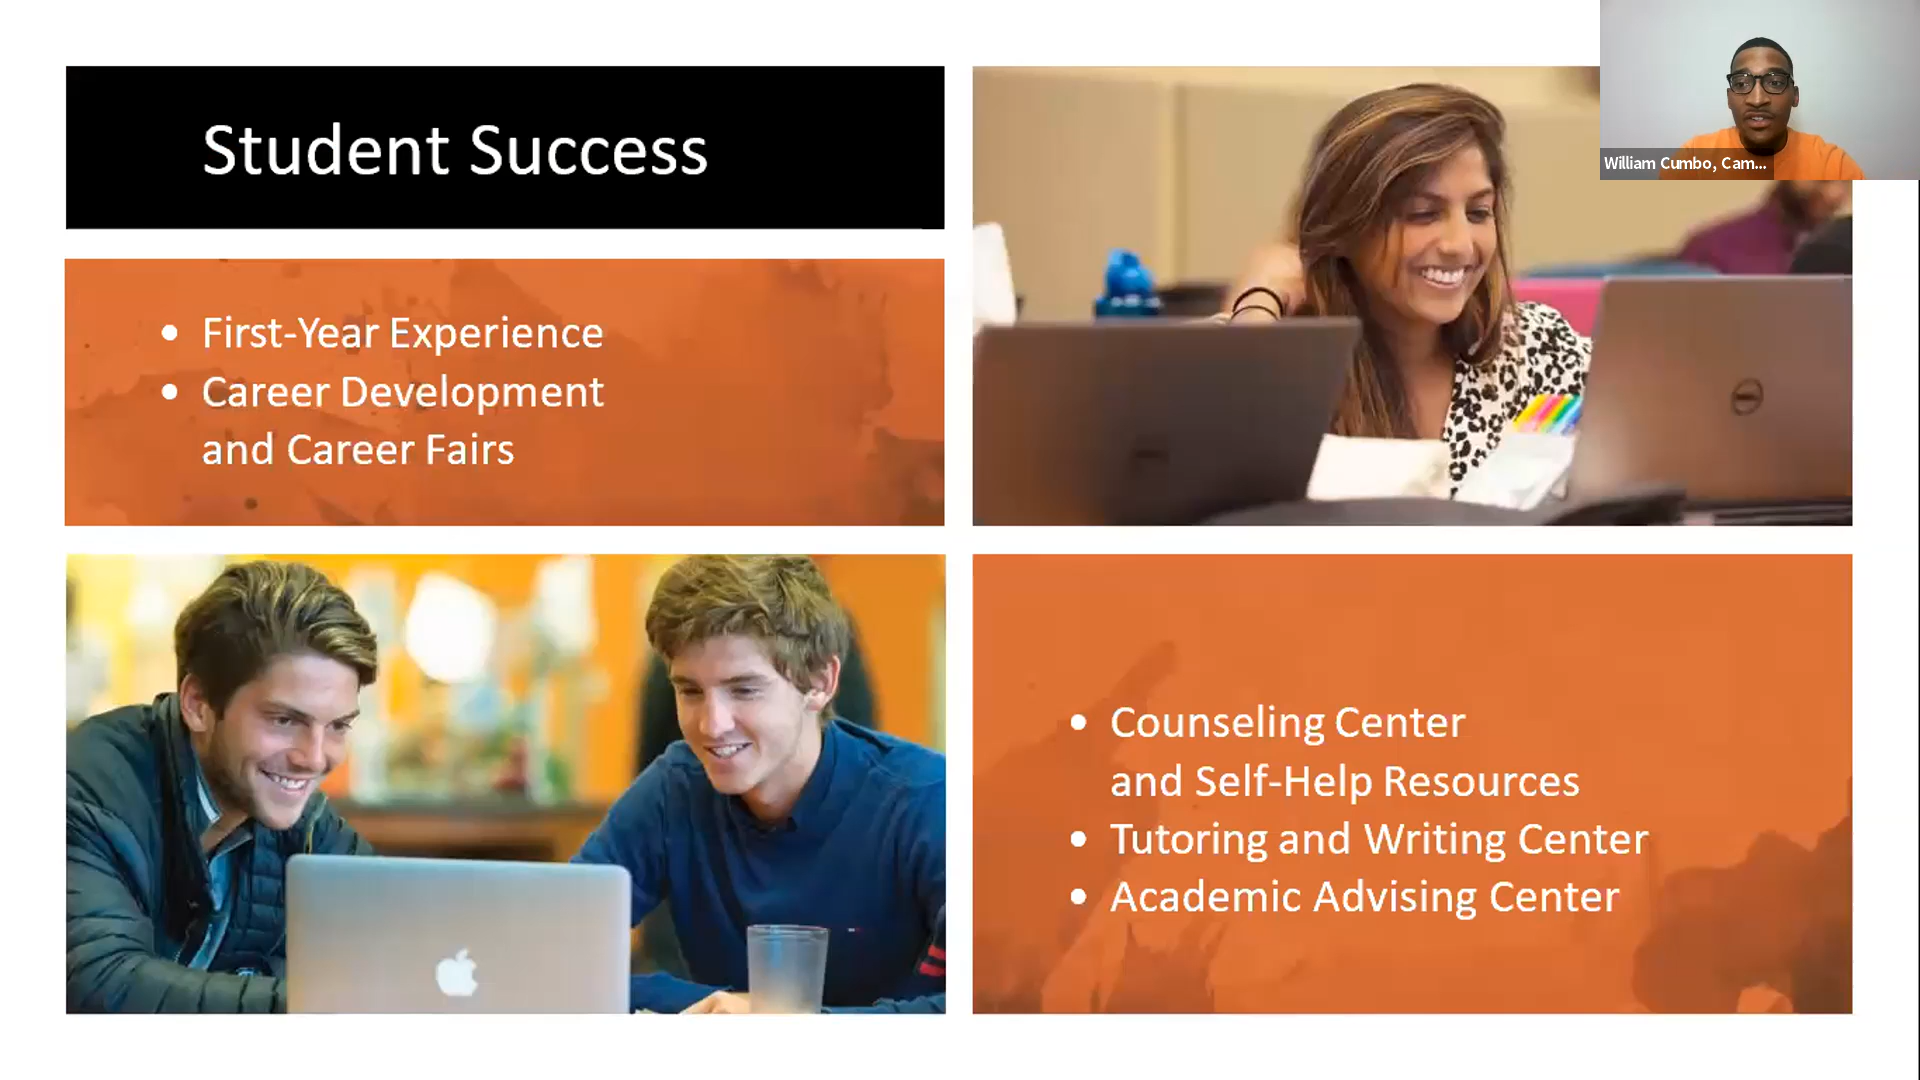 Student Success
William Cumbo, Cam...
• First-Year Experience
• Career Development
and Career Fairs
• Counseling Center
and Self-Help Resources
• Tutoring and Writing Center
• Academic Advising Center